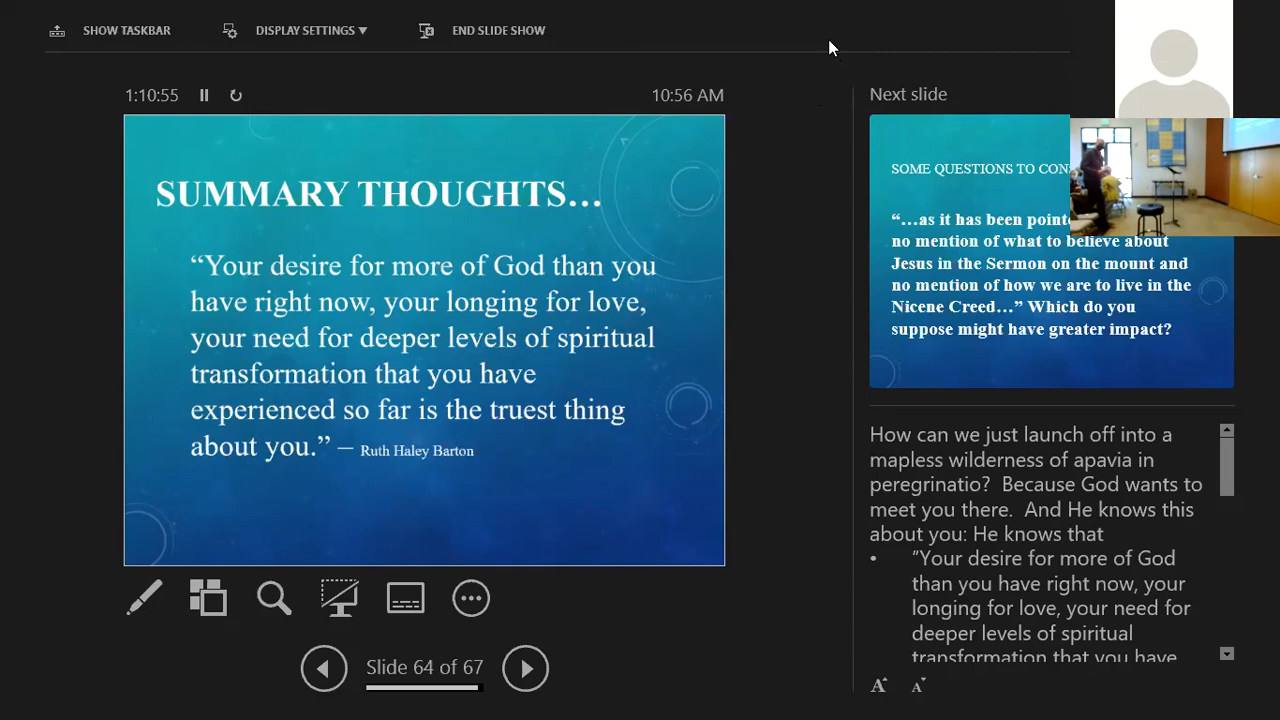 SHOW TASKBAR
DISPLAY SETTINGS
END SLIDE SHOW
1:10:55
10:56 AM
SUMMARY THOUGHTS…
“Your desire for more of God than you
have right now, your longing for love,
your need for deeper levels of spiritual
transformation that you have
experienced so far is the truest thing
about you.” – Ruth Haley Barton
Slide 64 of 67
Next slide
SOME QUESTIONS TO
“…as it has been
no mention of what to believe about
Jesus in the Sermon on the mount and
no mention of how we are to live in the
Nicene Creed…” Which do you
suppose might have greater impact?
How can we just launch off into a
mapless wilderness of apavia in
peregrinatio? Because God wants to
meet you there. And He knows this
about you: He knows that
• “Your desire for more of God
than you have right now, your
longing for love, your need for
deeper levels of spiritual
transformation that you have
A A